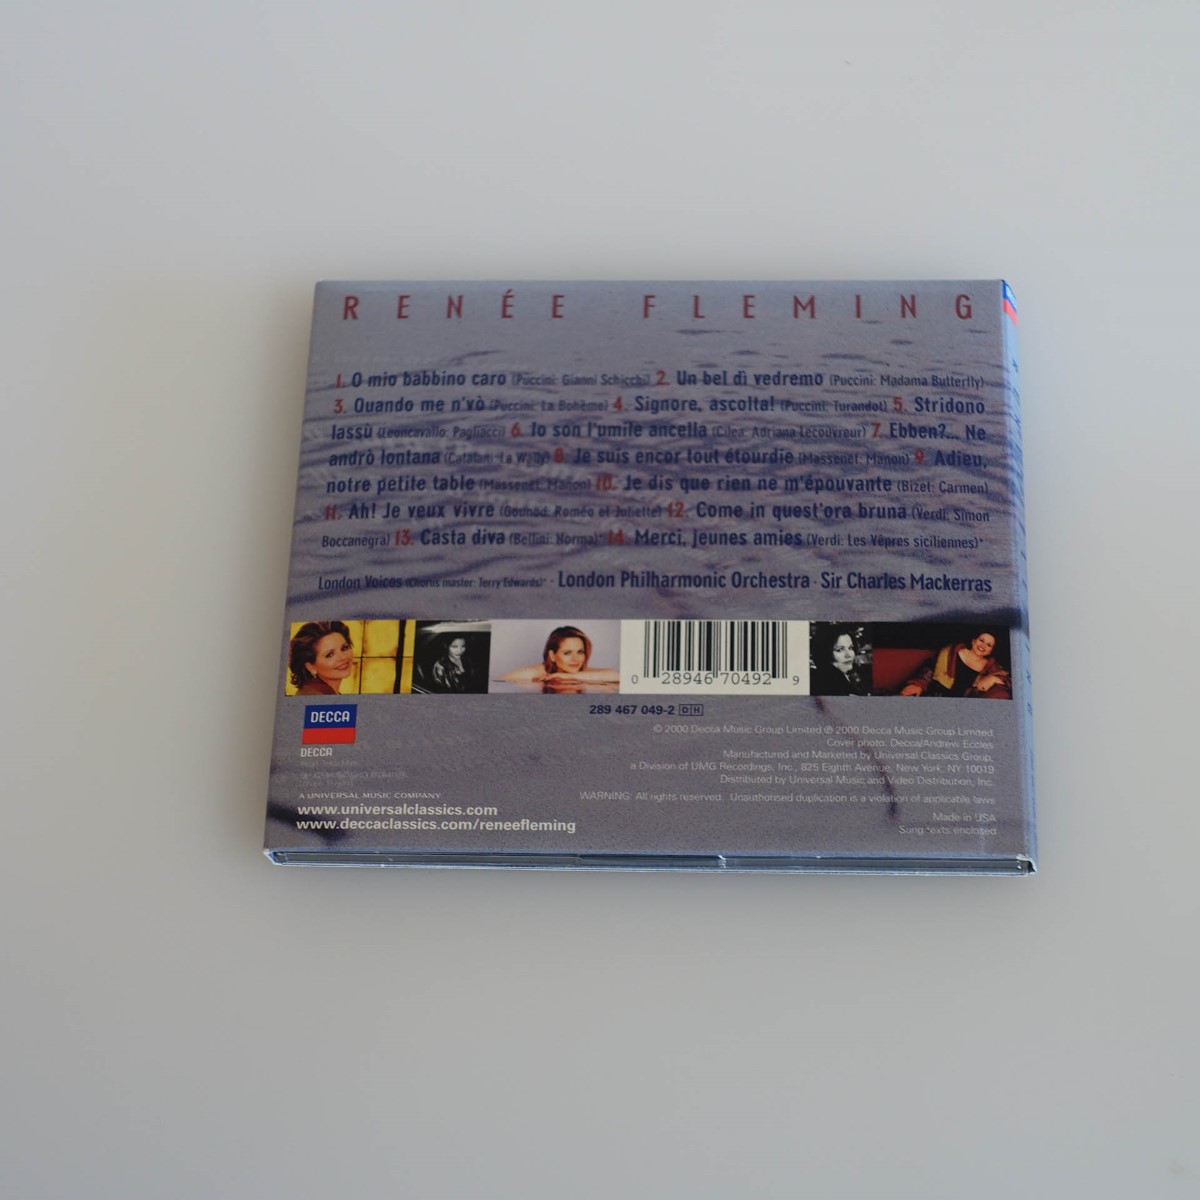 RENÉE FLEMING
1. O mio babbino caro (Puccini: Gianni Schicchi) 2. Un bel dì vedremo (Puccini: Madama Butterfly)
3. Quando me n'vò (Puccini: La Bohème) 4. Signore, ascolta! (Puccini: Turandot) 5. Stridono
lassù (Leoncavallo: Pagliacci) 6. Io son l'umile ancella (Cilea: Adriana Lecouvreur) 7. Ebben?... Ne
andrò lontana (Catalani: La Wally) 8. Je suis encor tout étourdie (Massenet: Manon) 9. Adieu,
notre petite table (Massenet: Manon) 10. Je dis que rien ne m'épouvante (Bizet: Carmen)
11. Ah! Je veux vivre (Gounod: Roméo et Juliette) 12. Come in quest'ora bruna (Verdi: Simon
Boccanegra) 13. Casta diva (Bellini: Norma)* 14. Merci, jeunes amies (Verdi: Les Vêpres siciliennes)*
London Voices (Chorus master: Terry Edwards)* · London Philharmonic Orchestra · Sir Charles Mackerras
0 28946 70492 9
289 467 049-2 DH
DECCA
DECCA
© 2000 Decca Music Group Limited ℗ 2000 Decca Music Group Limited
Cover photo: Decca/Andrew Eccles
Manufactured and Marketed by Universal Classics Group,
a Division of UMG Recordings, Inc., 825 Eighth Avenue, New York, NY 10019
Distributed by Universal Music and Video Distribution, Inc.
A UNIVERSAL MUSIC COMPANY
WARNING: All rights reserved. Unauthorised duplication is a violation of applicable laws
www.universalclassics.com
www.deccaclassics.com/reneefleming
Made in USA
Sung texts enclosed